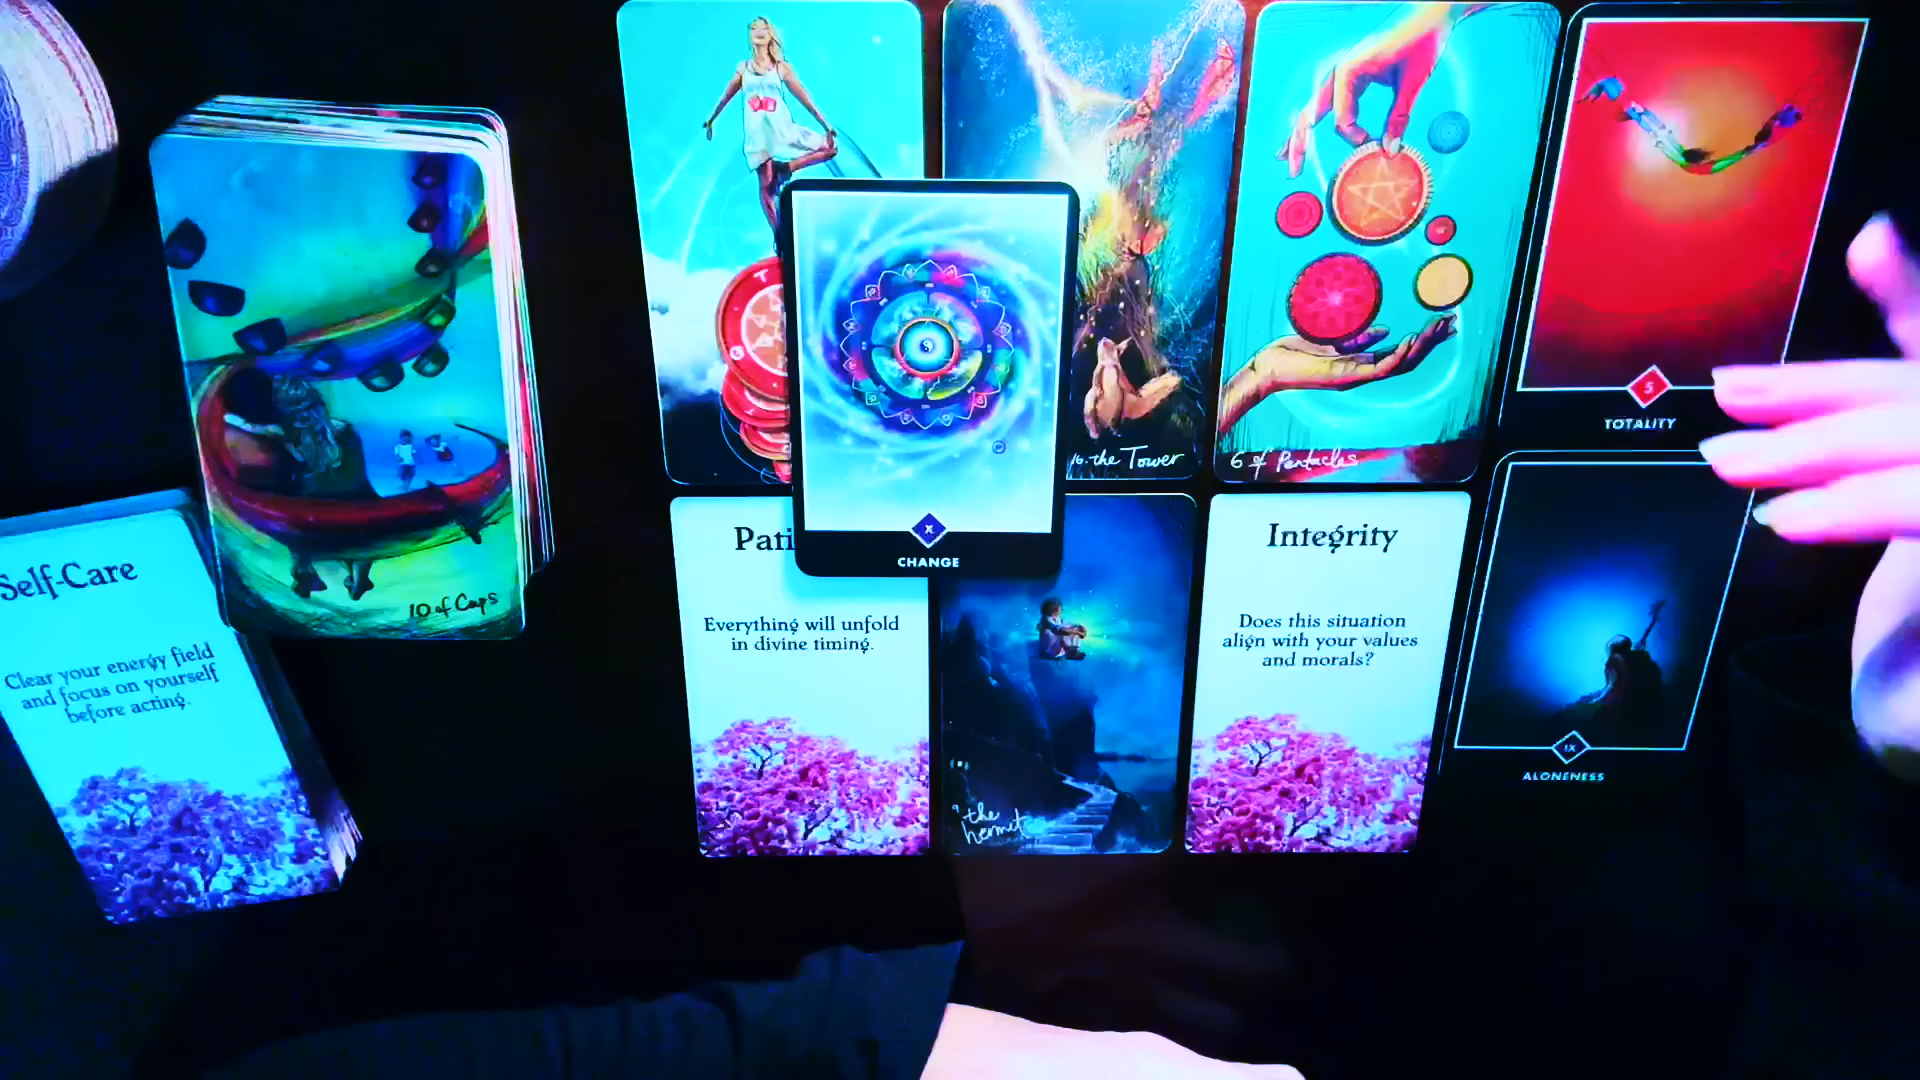 16. the Tower
6 of Pentacles
5
TOTALITY
X
CHANGE
10 of Cups
Self-Care
Clear your energy field
and focus on yourself
before acting.
Pati
Everything will unfold
in divine timing.
9 the
hermit
Integrity
Does this situation
align with your values
and morals?
IX
ALONENESS